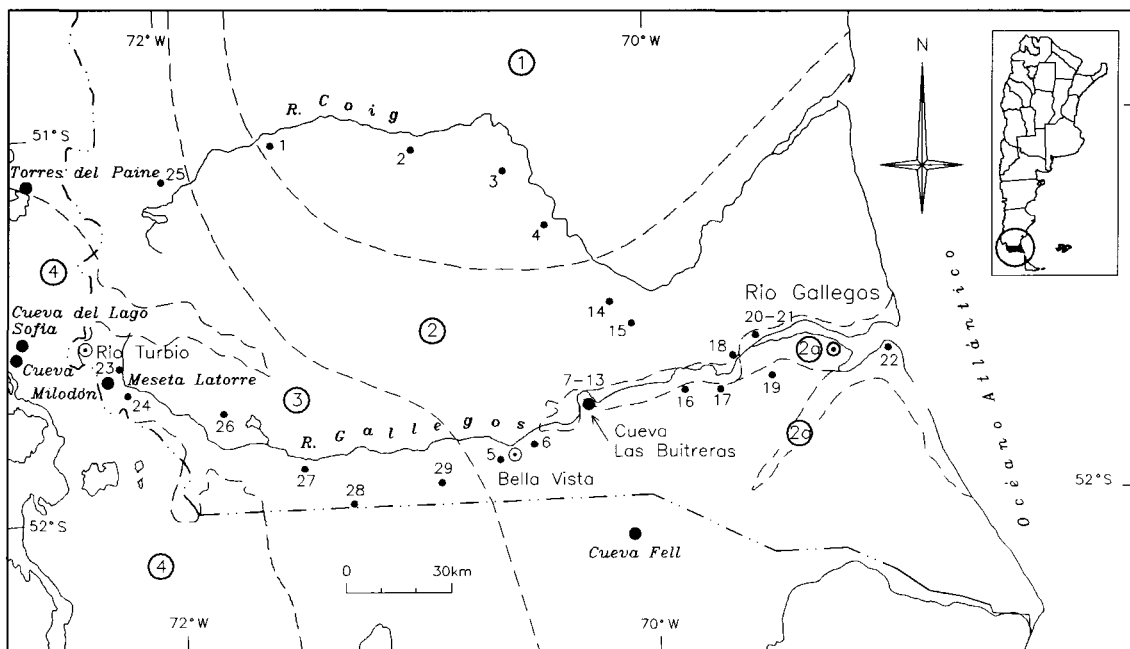 72°W
70°W
N
1
R. Coig
51°S
1
2
3
Torres del Paine
25
4
4
14
15
Rio Gallegos
20-21
2
Cueva del Lago
Sofia
Rio Turbio
18
2a
22
23
Cueva
Milodón
Meseta Latorre
24
7-13
19
16
17
3
26
R. Gallegos
Cueva
Las Buitreras
2a
6
5
Bella Vista
27
29
28
52°S
52°S
Océano Atlántico
4
Cueva Fell
0
30km
72°W
70°W